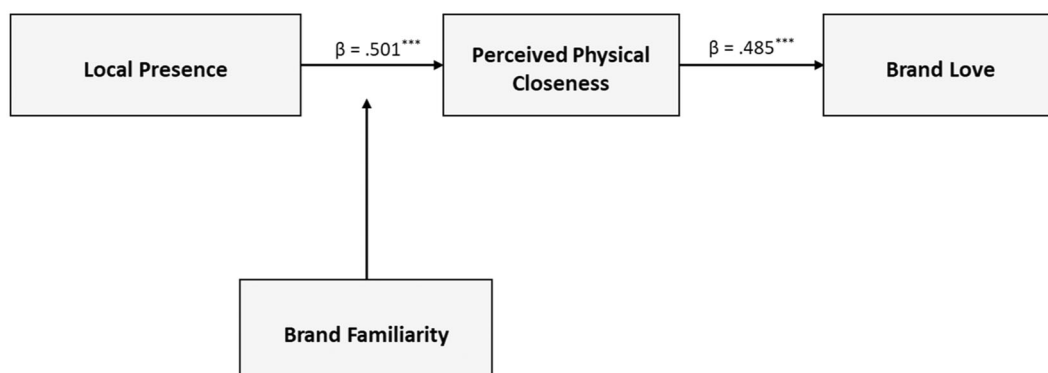 β = .501***
β = .485***
Local Presence
Perceived Physical
Closeness
Brand Love
Brand Familiarity